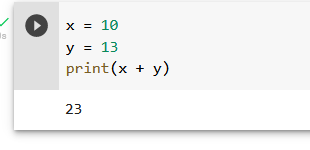 x = 10
y = 13
print(x + y)
23